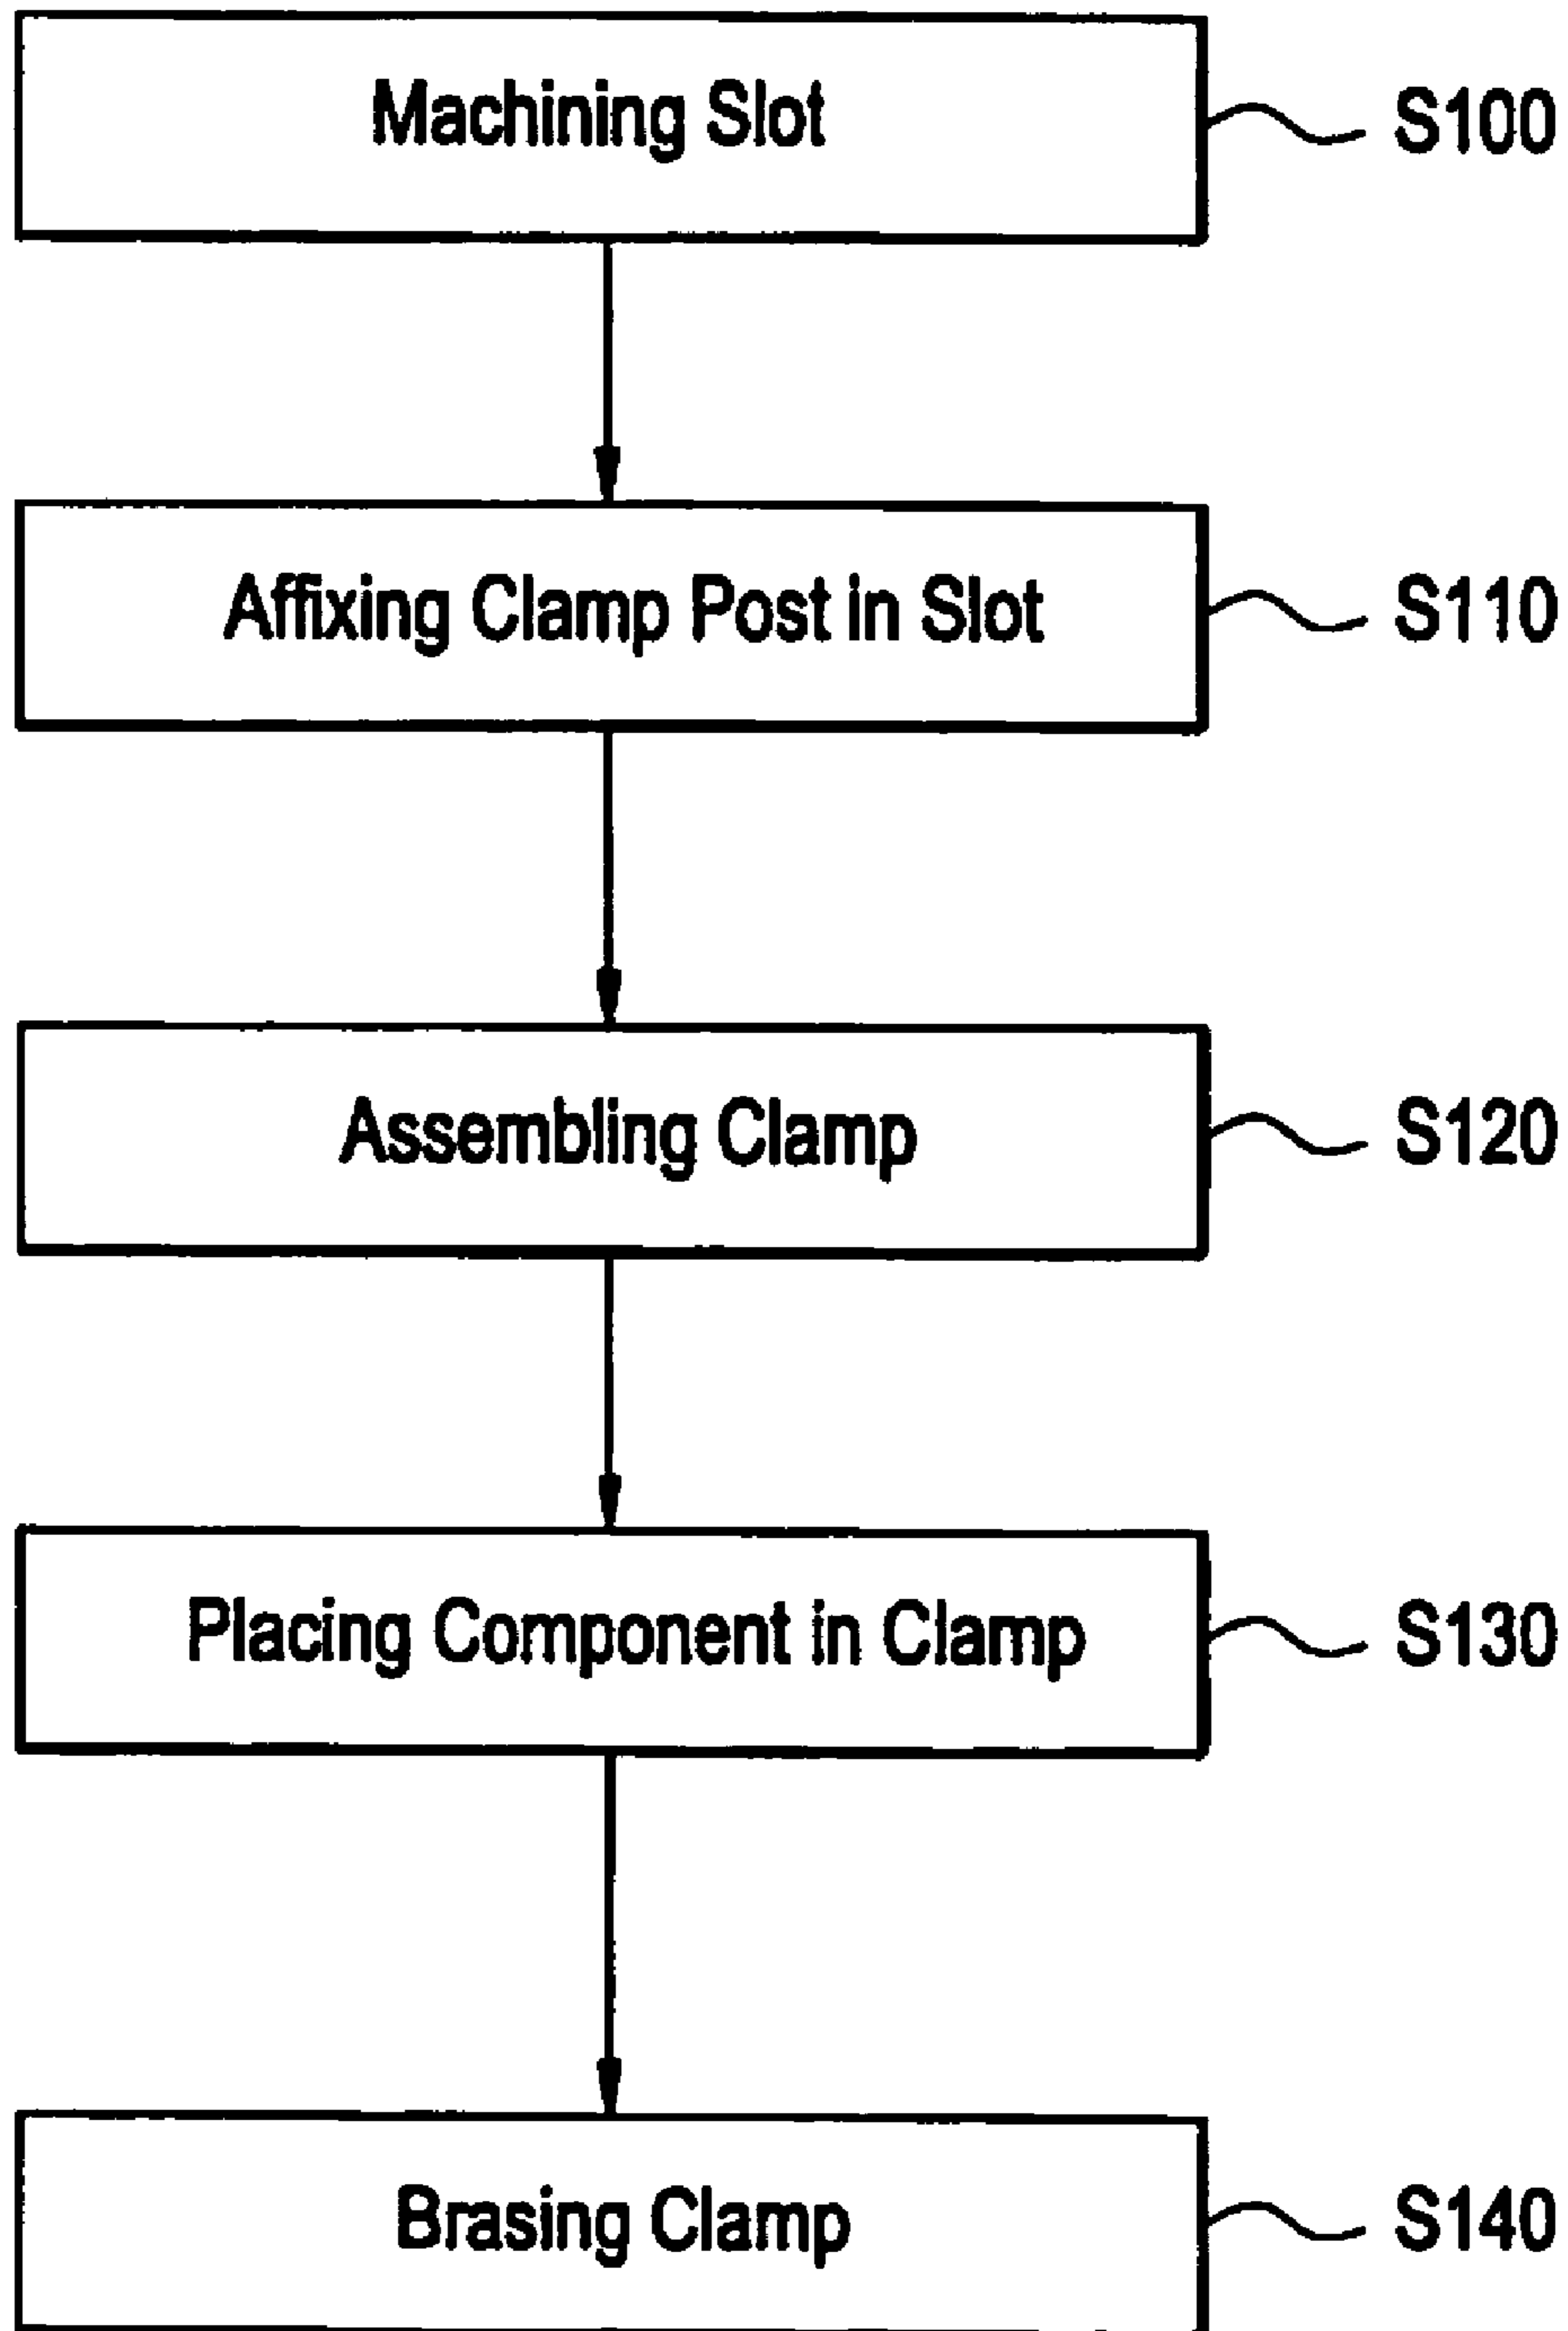 Machining Slot S100
Affixing Clamp Post in Slot S110
Assembling Clamp S120
Placing Component in Clamp S130
Brasing Clamp S140